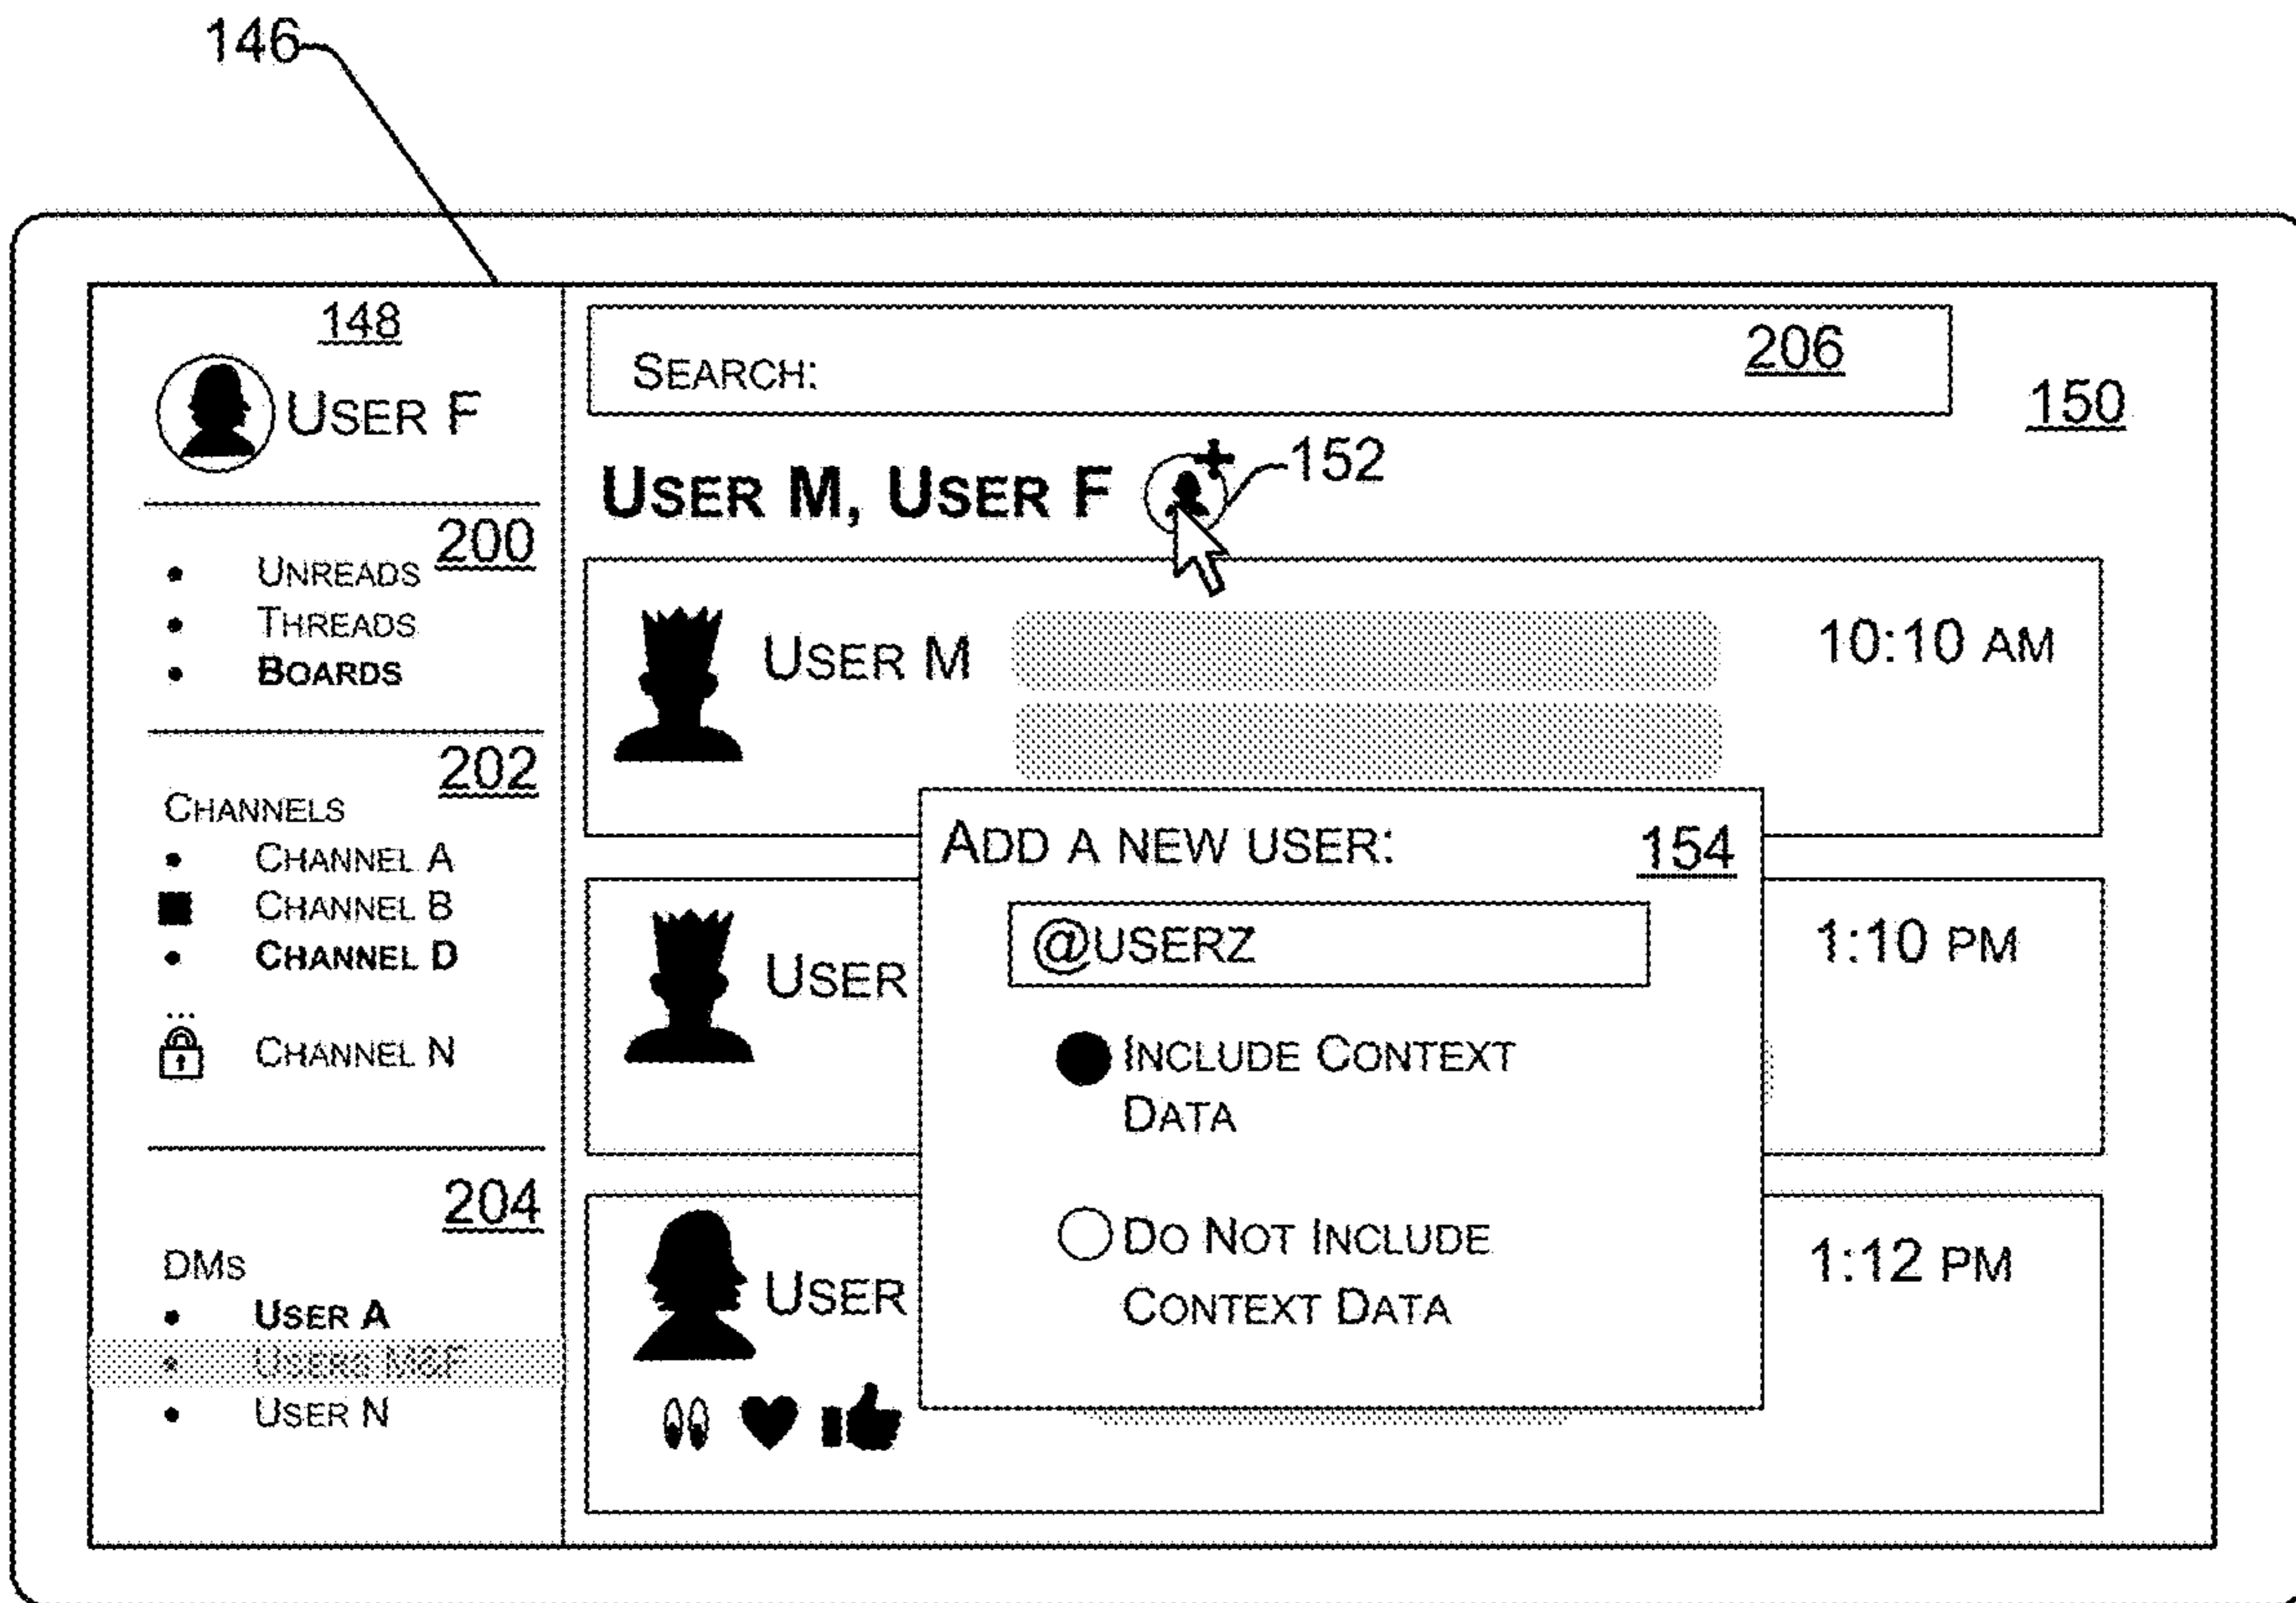 146
148
USER F
200
• UNREADS
• THREADS
• BOARDS
202
CHANNELS
• CHANNEL A
CHANNEL B
• CHANNEL D
...
CHANNEL N
204
DMs
• USER A
• USERS M&F
• USER N
SEARCH:
206
150
USER M, USER F
152
USER M
10:10 AM
USER
1:10 PM
USER
1:12 PM
ADD A NEW USER:
154
@USERZ
INCLUDE CONTEXT
DATA
DO NOT INCLUDE
CONTEXT DATA